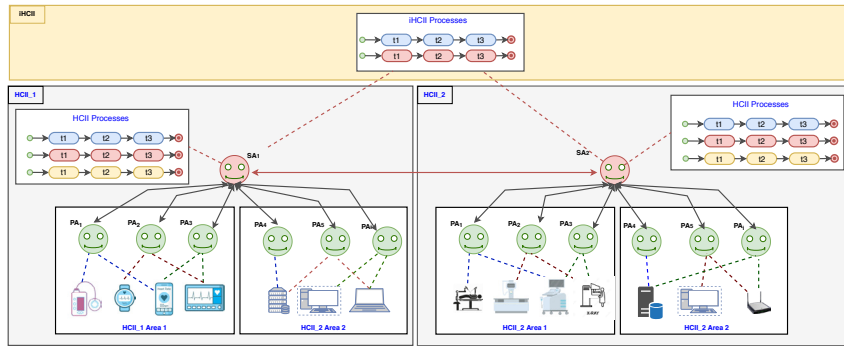 iHCII
iHCII Processes
t1 t2 t3
t1 t2 t3
HCII_1
HCII Processes
t1 t2 t3
t1 t2 t3
t1 t2 t3
SA1
PA1 PA2 PA3
HCII_1 Area 1
PA4 PA5
HCII_2 Area 2
HCII_2
HCII Processes
t1 t2 t3
t1 t2 t3
t1 t2 t3
SA2
PA1 PA2 PA3
X-RAY
HCII_2 Area 1
PA4 PA5 PAi
HCII_2 Area 2